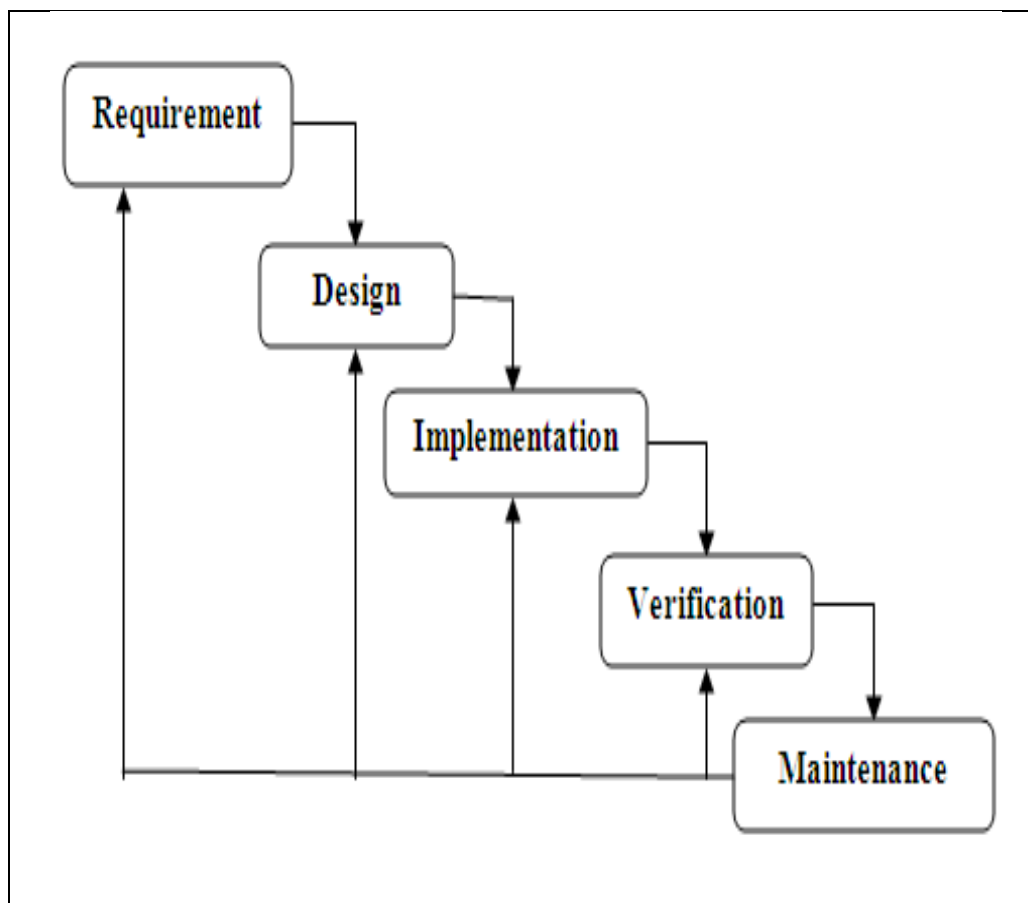 Requirement
Design
Implementation
Verification
Maintenance